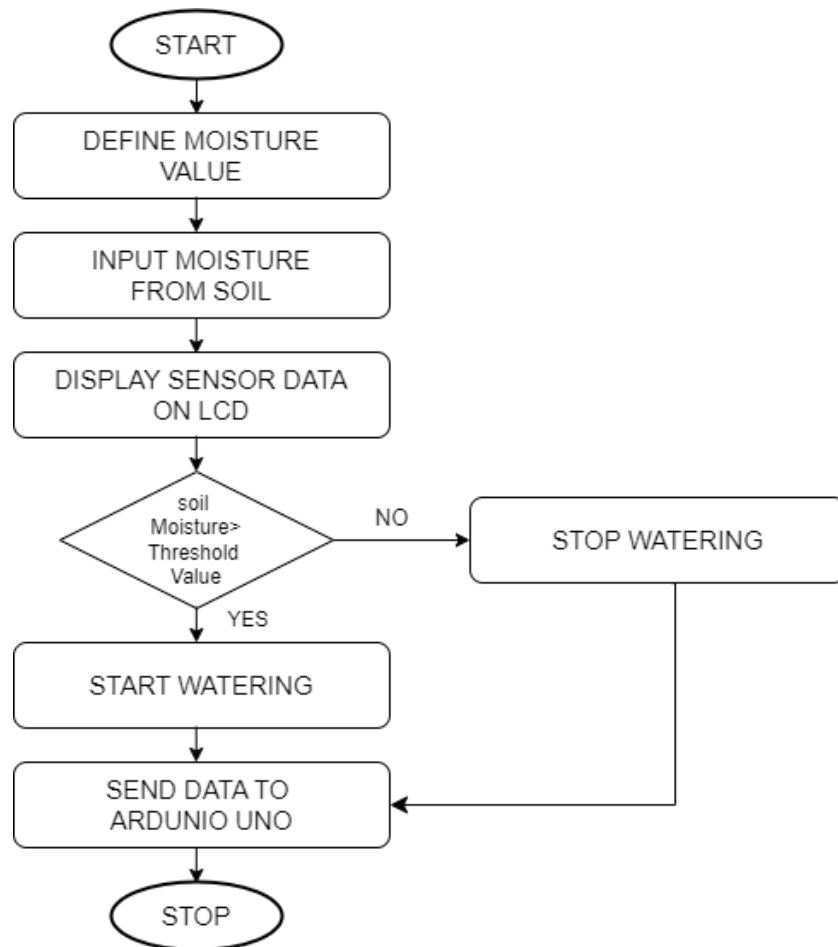 START
DEFINE MOISTURE
VALUE
INPUT MOISTURE
FROM SOIL
DISPLAY SENSOR DATA
ON LCD
soil
Moisture>
Threshold
Value
NO
STOP WATERING
YES
START WATERING
SEND DATA TO
ARDUNIO UNO
STOP